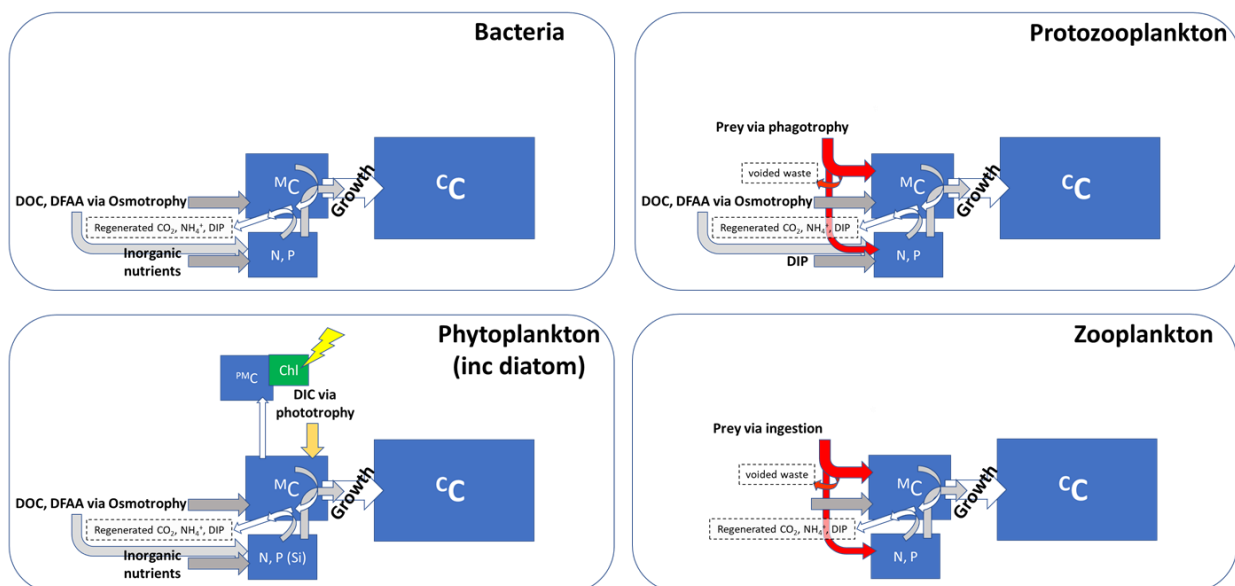 Bacteria
DOC, DFAA via Osmotrophy
Regenerated CO₂, NH₄⁺, DIP
Inorganic
nutrients
ᴹC
N, P
Growth
ᶜC
Protozooplankton
Prey via phagotrophy
voided waste
DOC, DFAA via Osmotrophy
Regenerated CO₂, NH₄⁺, DIP
DIP
ᴹC
N, P
Growth
ᶜC
Phytoplankton
(inc diatom)
ᴾᴹC
Chl
DIC via
phototrophy
DOC, DFAA via Osmotrophy
Regenerated CO₂, NH₄⁺, DIP
Inorganic
nutrients
ᴹC
N, P (Si)
Growth
ᶜC
Zooplankton
Prey via ingestion
voided waste
Regenerated CO₂, NH₄⁺, DIP
ᴹC
N, P
Growth
ᶜC